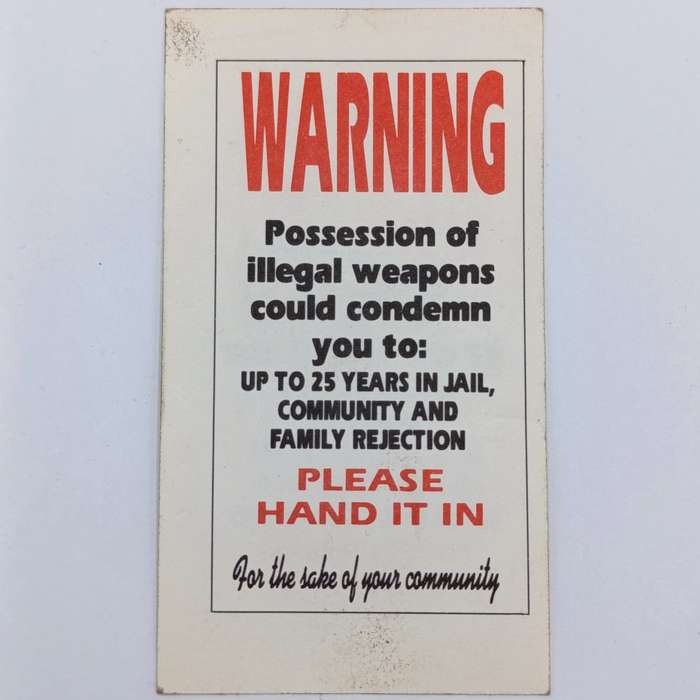 WARNING
Possession of
illegal weapons
could condemn
you to:
UP TO 25 YEARS IN JAIL,
COMMUNITY AND
FAMILY REJECTION
PLEASE
HAND IT IN
For the sake of your community